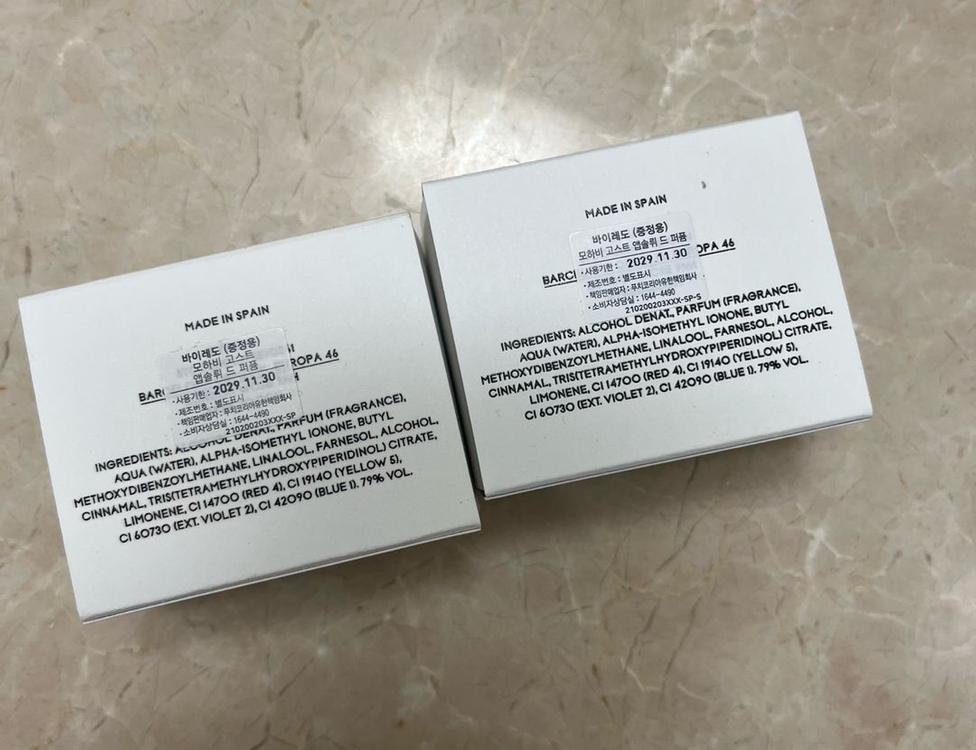 MADE IN SPAIN
바이레도 (증정용)
모하비 고스트
앱솔뤼 드 퍼퓸
ROPA 46
· 사용기한 : 2029.11.30
· 제조번호 : 별도표시
· 책임판매업자 : 푸치코리아유한책임회사
· 소비자상담실 : 1644-4490
210200203XXX-SP
INGREDIENTS: ALCOHOL DENAT., PARFUM (FRAGRANCE),
AQUA (WATER), ALPHA-ISOMETHYL IONONE, BUTYL
METHOXYDIBENZOYLMETHANE, LINALOOL, FARNESOL, ALCOHOL,
CINNAMAL, TRIS(TETRAMETHYLHYDROXYPIPERIDINOL) CITRATE,
LIMONENE, CI 14700 (RED 4), CI 19140 (YELLOW 5),
CI 60730 (EXT. VIOLET 2), CI 42090 (BLUE 1). 79% VOL.
MADE IN SPAIN
바이레도 (증정용)
모하비 고스트 앱솔뤼 드 퍼퓸
OPA 46
· 사용기한 : 2029.11.30
· 제조번호 : 별도표시
· 책임판매업자 : 푸치코리아유한책임회사
· 소비자상담실 : 1644-4490
210200203XXX-SP-S
INGREDIENTS: ALCOHOL DENAT., PARFUM (FRAGRANCE),
AQUA (WATER), ALPHA-ISOMETHYL IONONE, BUTYL
METHOXYDIBENZOYLMETHANE, LINALOOL, FARNESOL, ALCOHOL,
CINNAMAL, TRIS(TETRAMETHYLHYDROXYPIPERIDINOL) CITRATE,
LIMONENE, CI 14700 (RED 4), CI 19140 (YELLOW 5),
CI 60730 (EXT. VIOLET 2), CI 42090 (BLUE 1). 79% VOL.